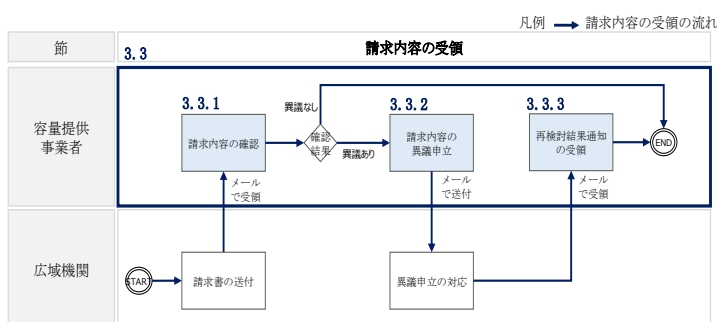 凡例 請求内容の受領の流れ
節
3.3
請求内容の受領
容量提供
事業者
3.3.1
請求内容の確認
異議なし
確認
結果
異議あり
3.3.2
請求内容の
異議申立
3.3.3
再検討結果通知
の受領
END
メール
で受領
メール
で送付
メール
で受領
広域機関
START
請求書の送付
異議申立の対応